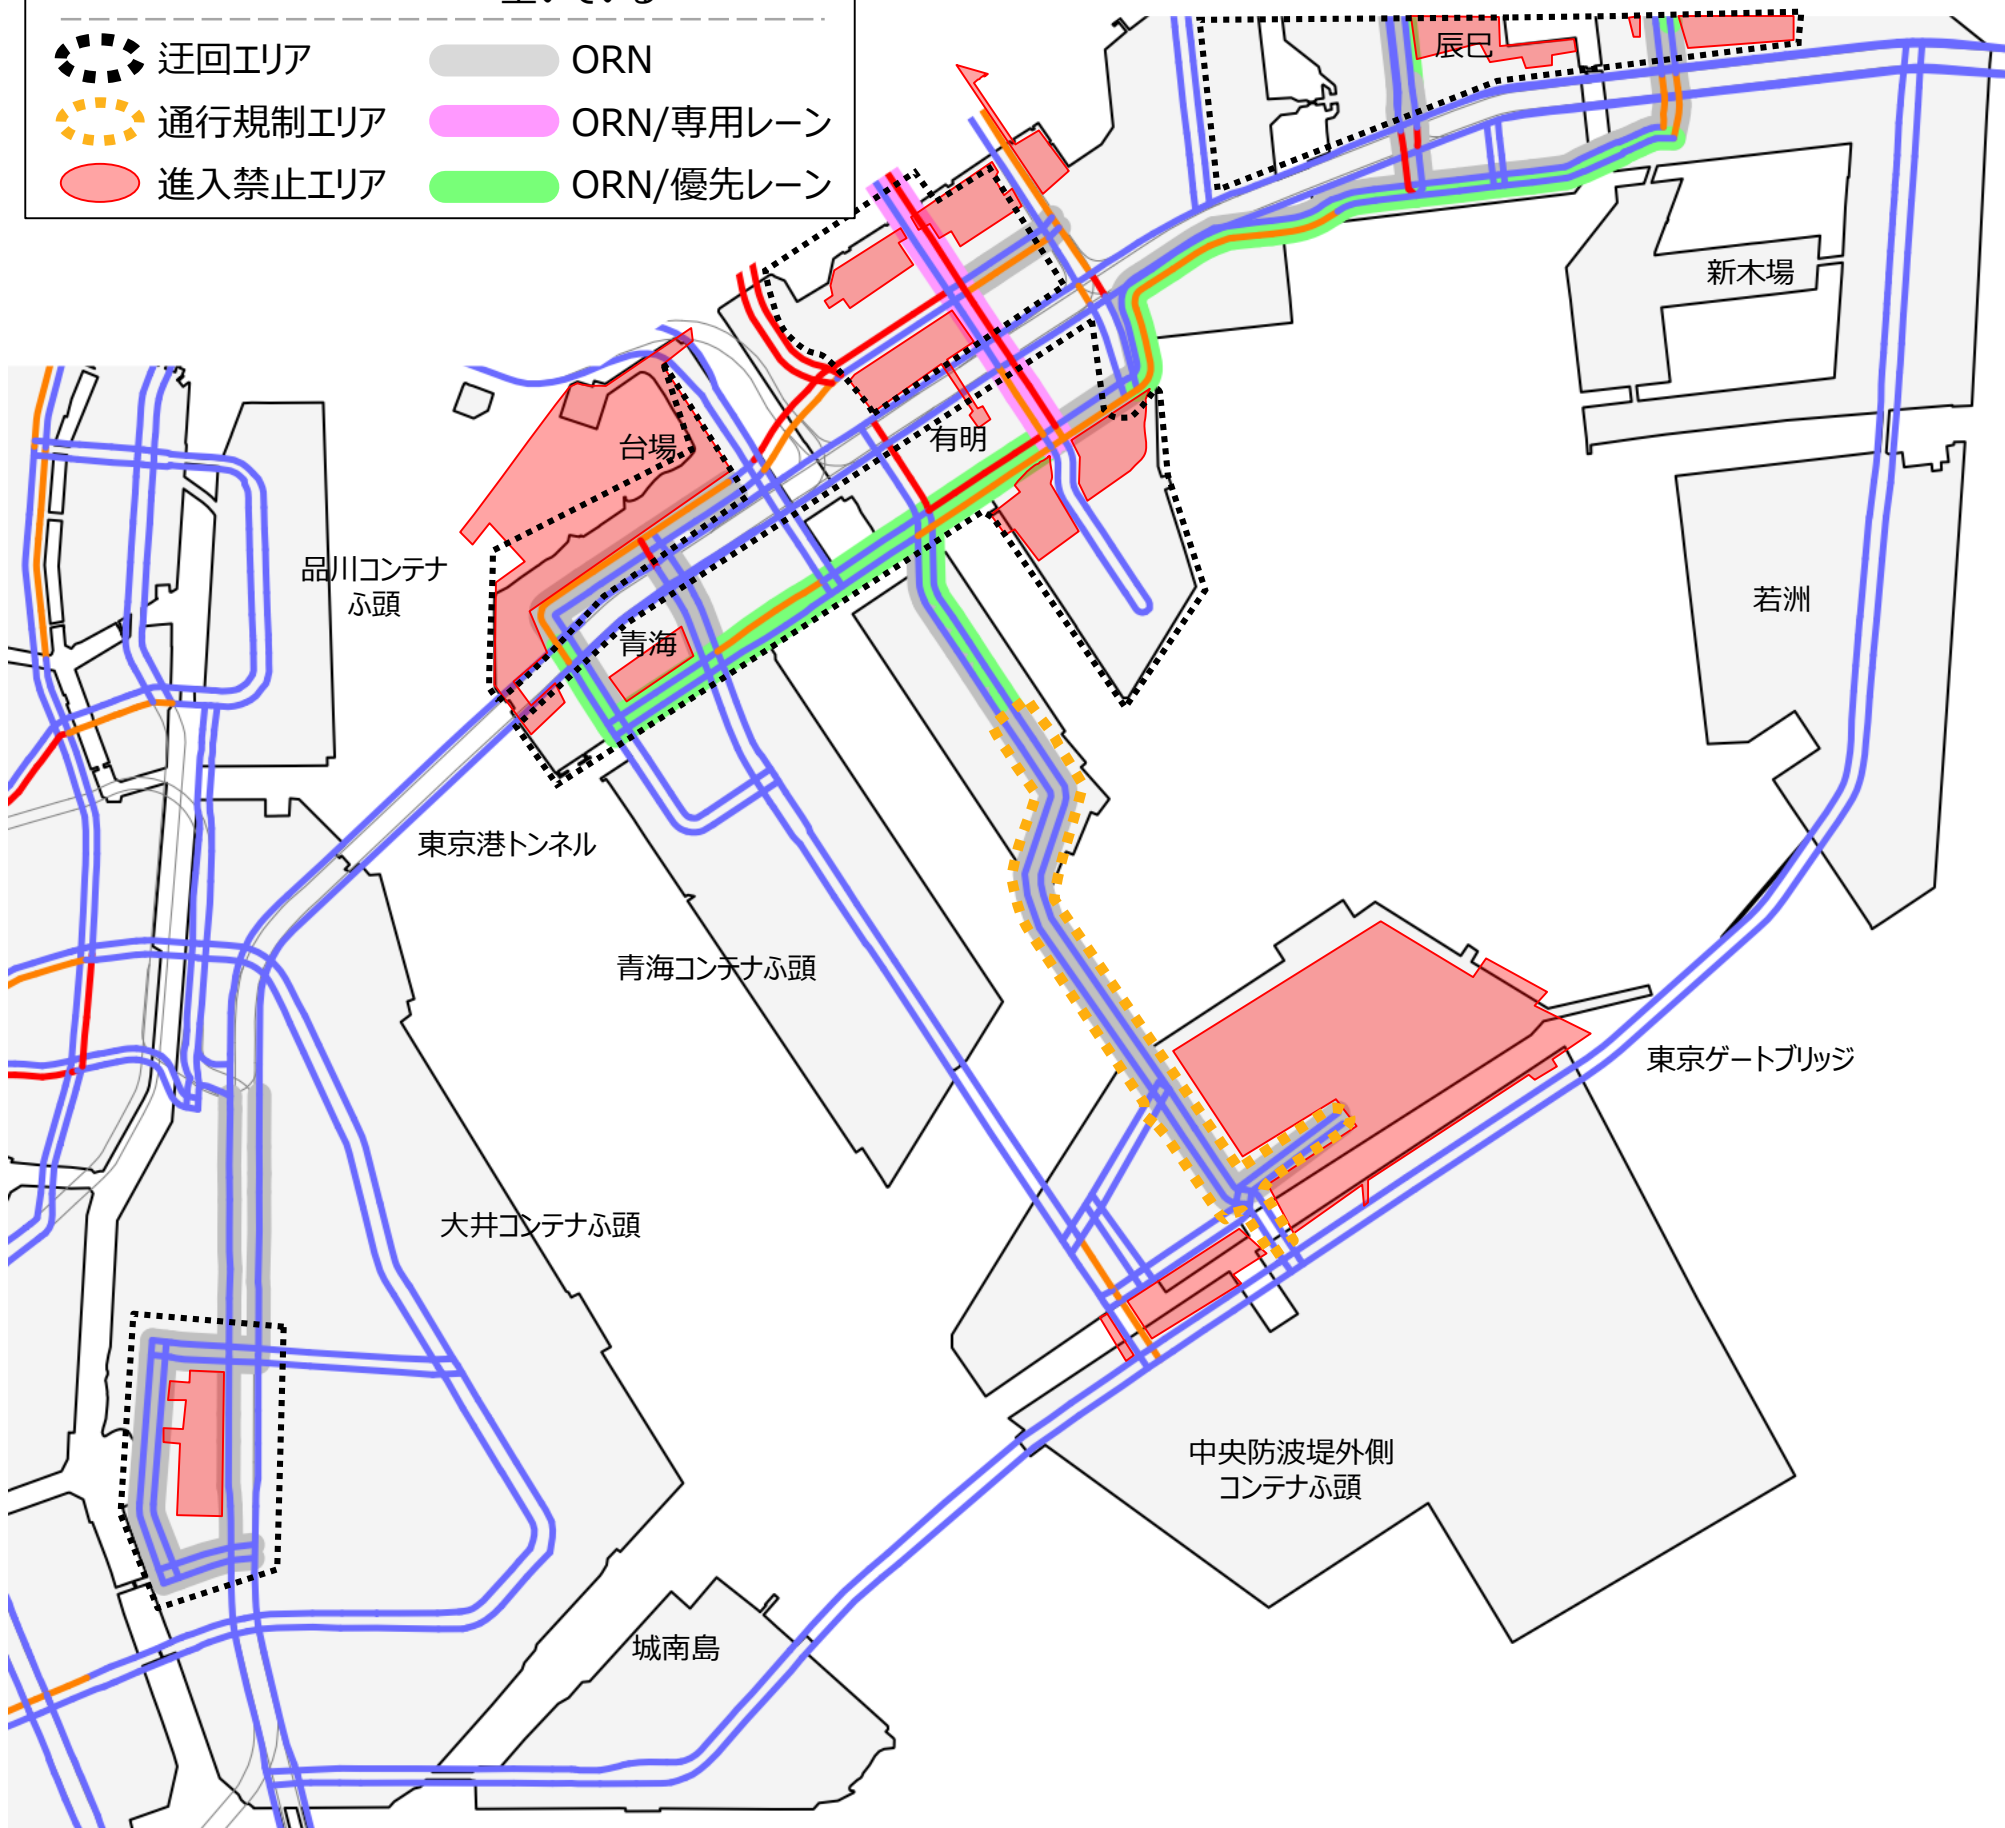 空いている
迂回エリア
ORN
通行規制エリア
ORN/専用レーン
進入禁止エリア
ORN/優先レーン
辰巳
新木場
台場
有明
品川コンテナ
ふ頭
青海
若洲
東京港トンネル
青海コンテナふ頭
東京ゲートブリッジ
大井コンテナふ頭
中央防波堤外側
コンテナふ頭
城南島